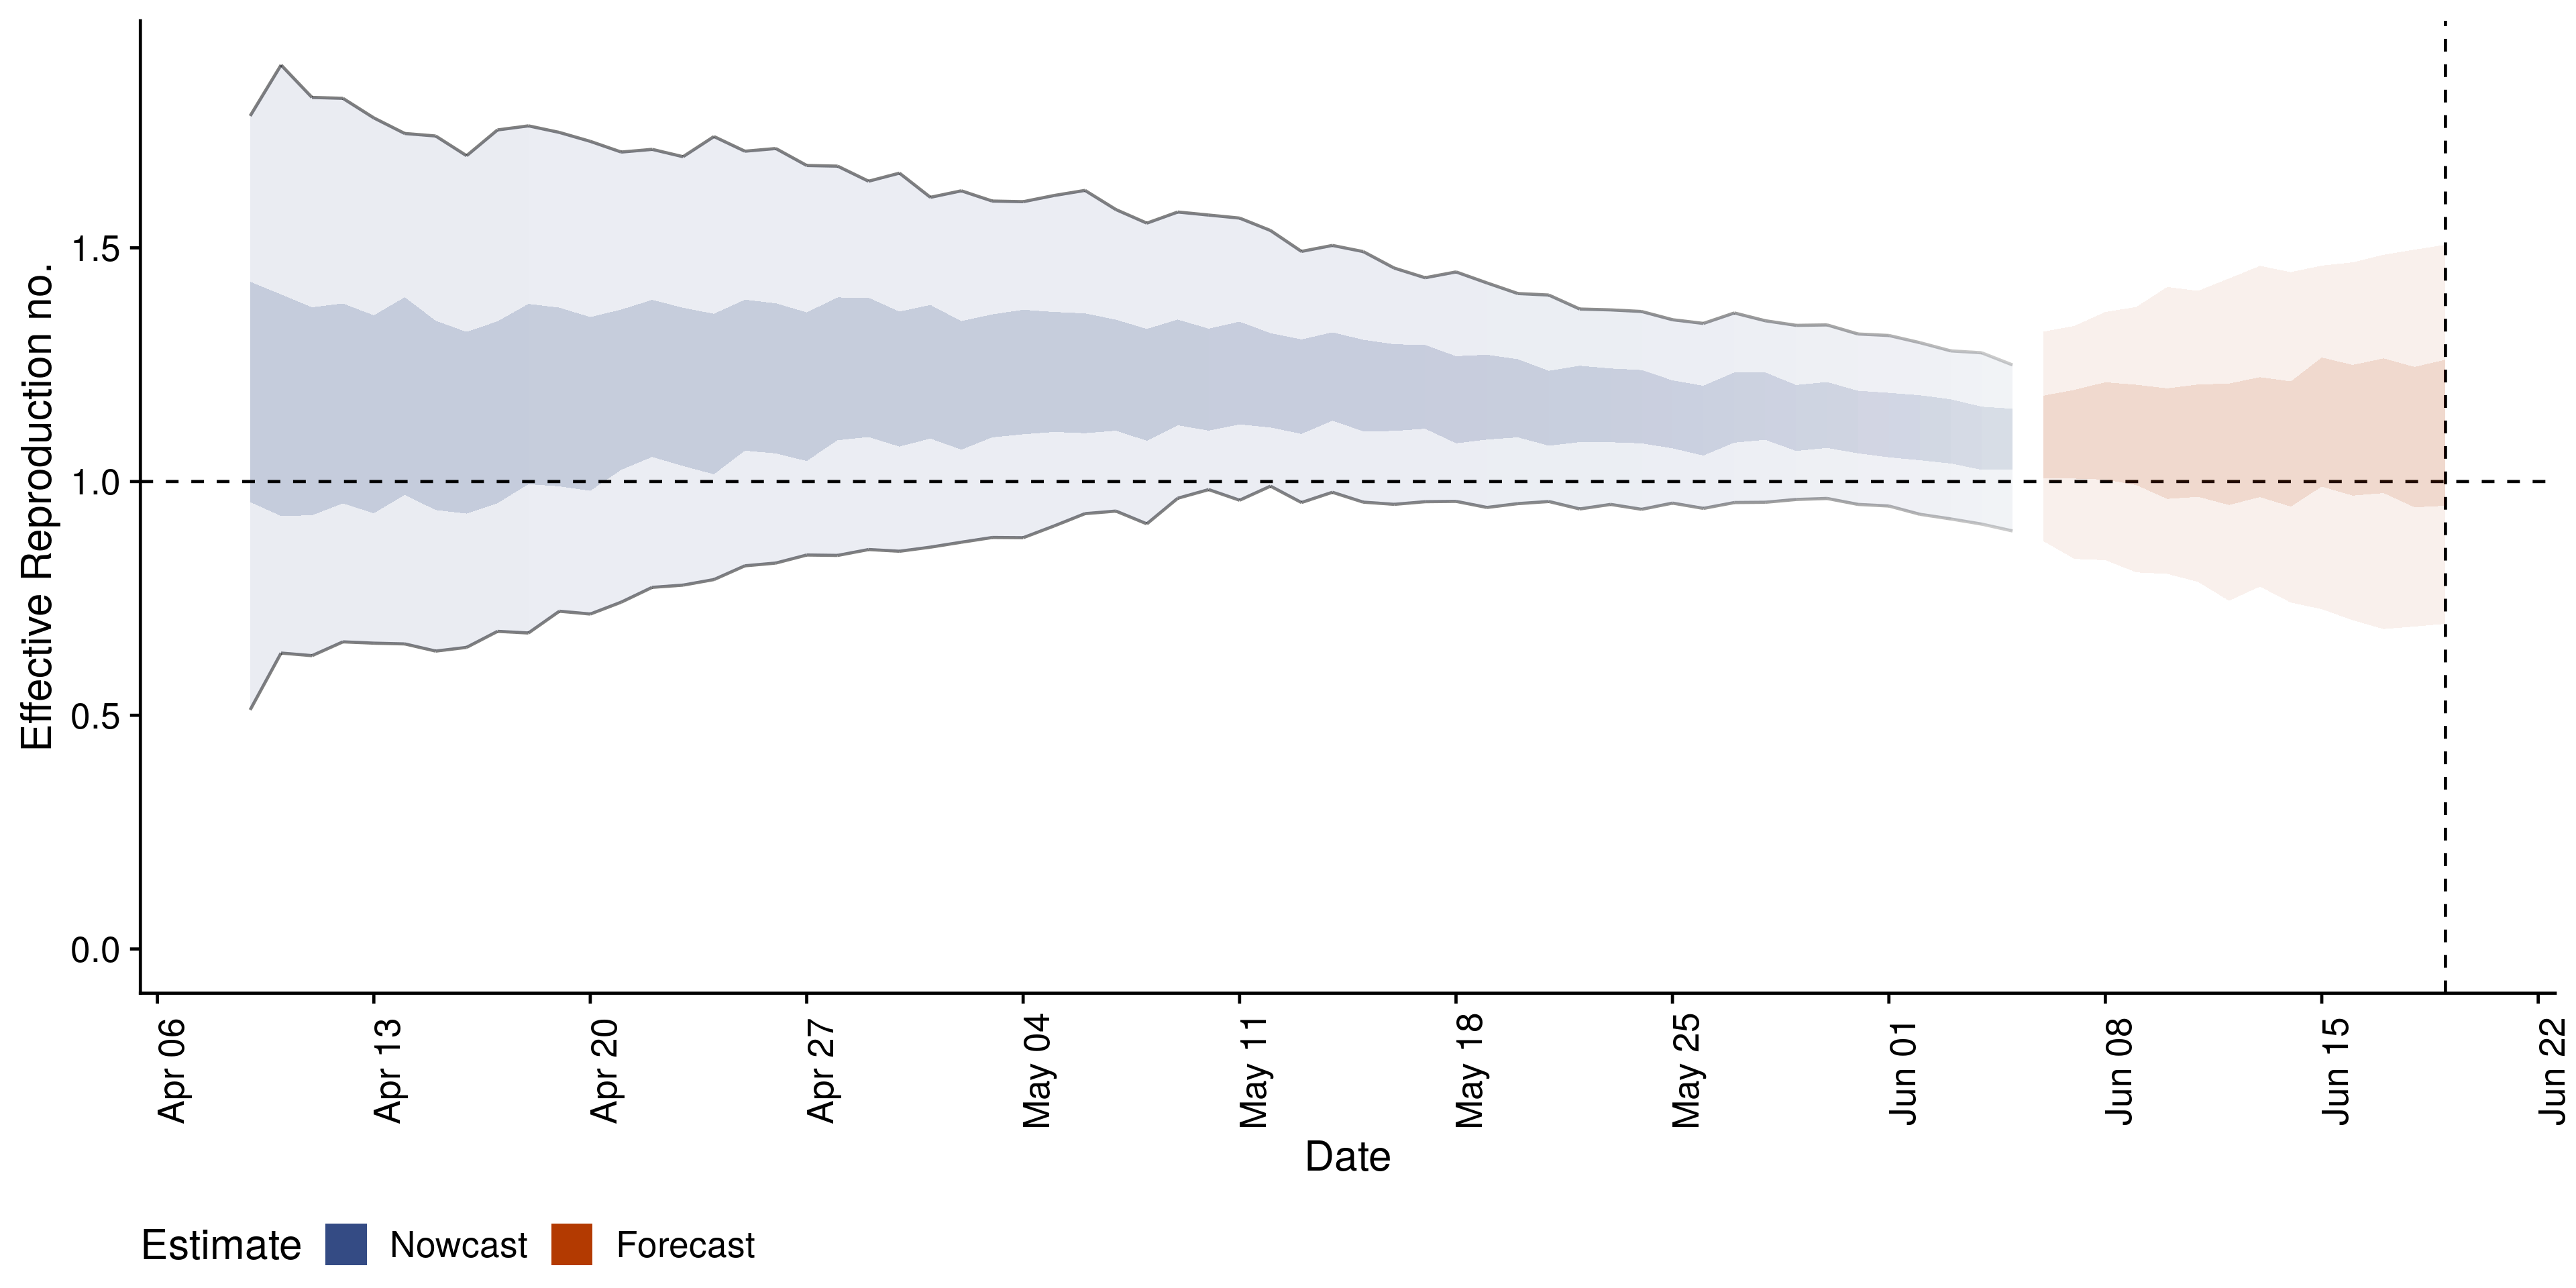 Effective Reproduction no.
1.5
1.0
0.5
0.0
Apr 06
Apr 13
Apr 20
Apr 27
May 04
May 11
May 18
May 25
Jun 01
Jun 08
Jun 15
Jun 22
Date
Estimate Nowcast Forecast